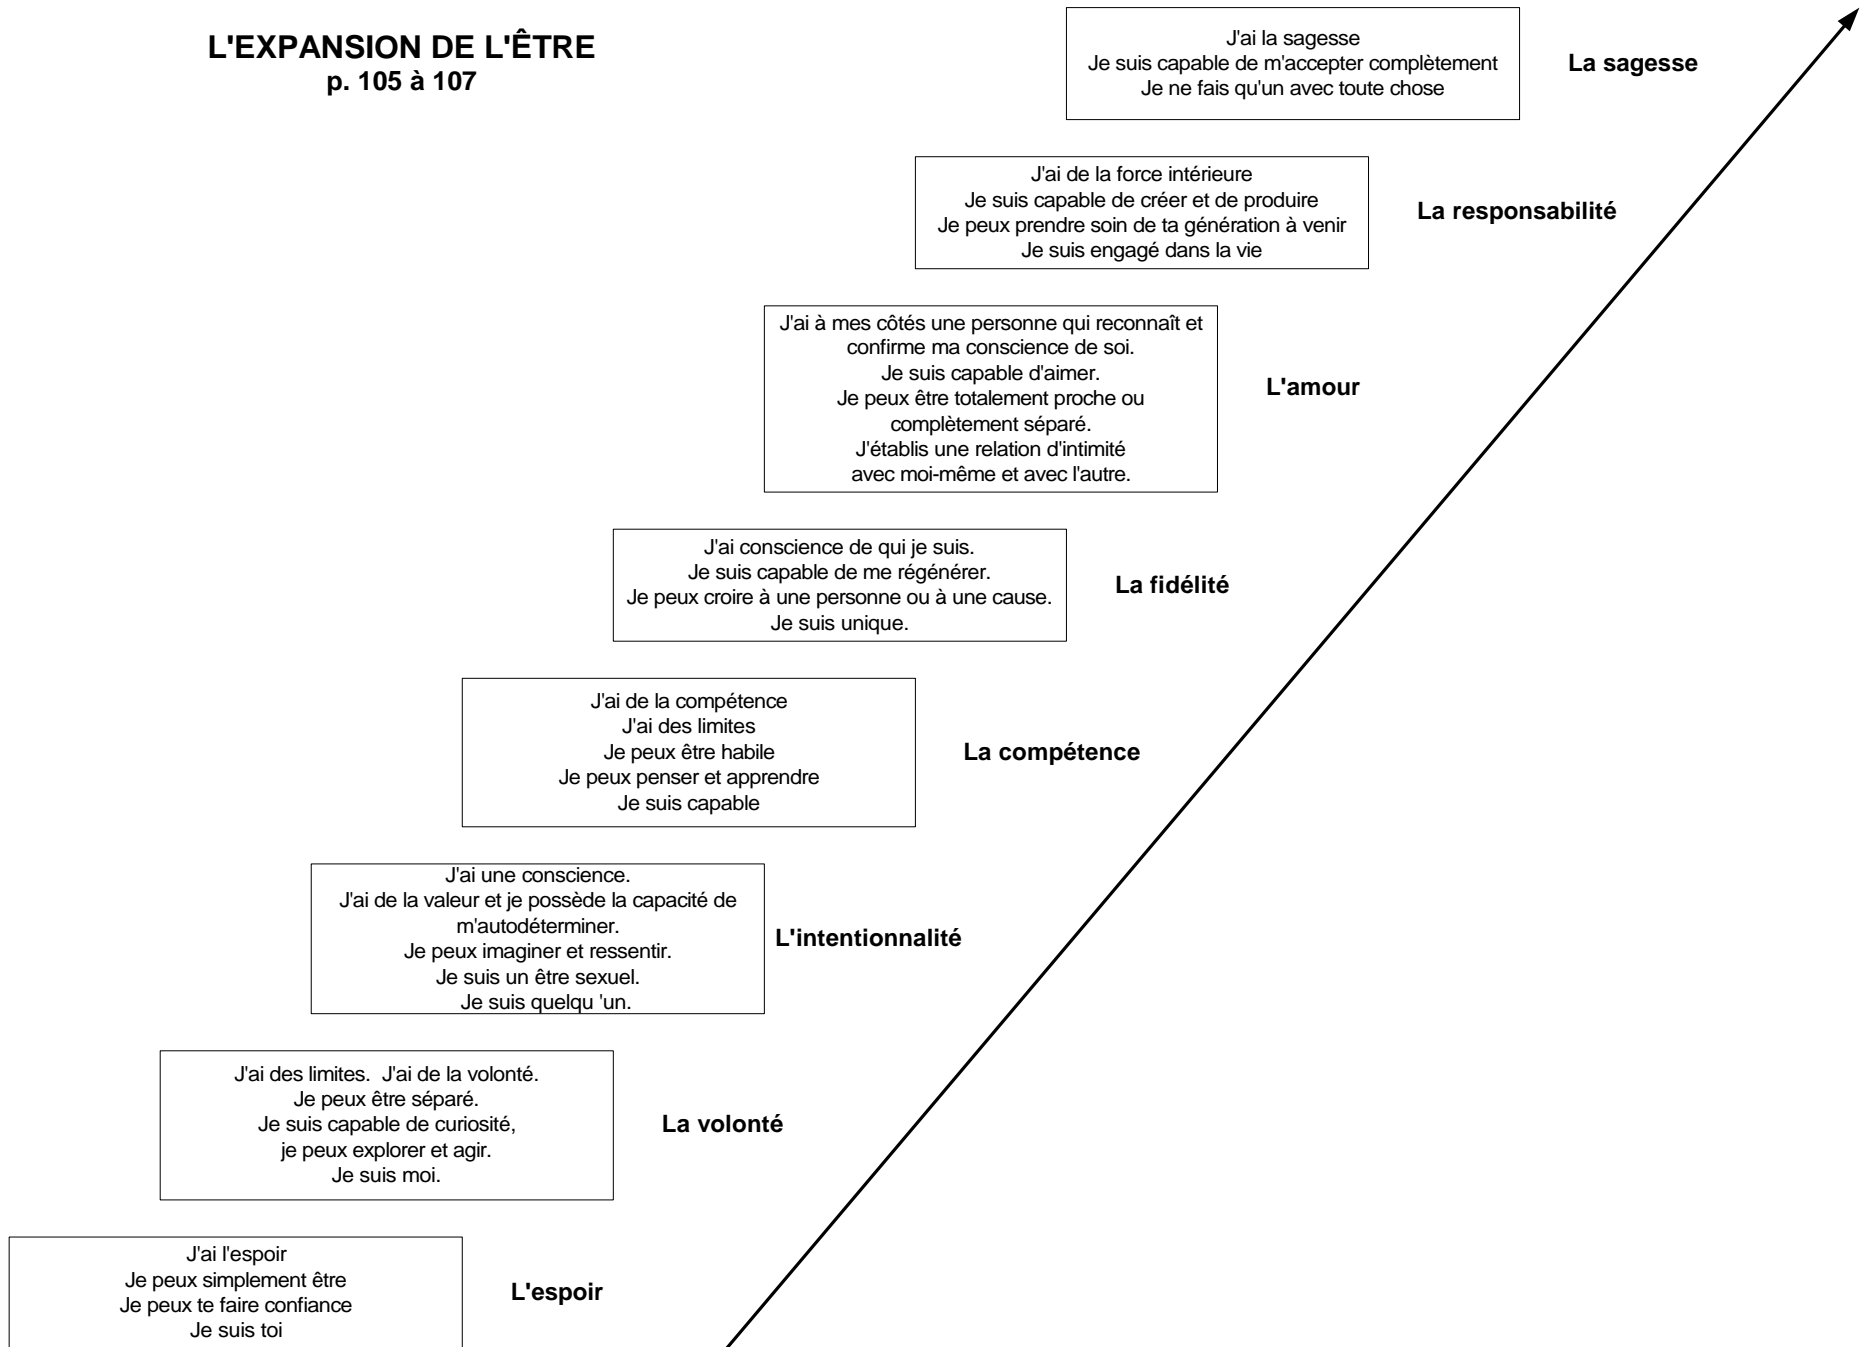 L'EXPANSION DE L'ÊTRE
p. 105 à 107
J'ai la sagesse
Je suis capable de m'accepter complètement
Je ne fais qu'un avec toute chose
La sagesse
J'ai de la force intérieure
Je suis capable de créer et de produire
Je peux prendre soin de ta génération à venir
Je suis engagé dans la vie
La responsabilité
J'ai à mes côtés une personne qui reconnaît et
confirme ma conscience de soi.
Je suis capable d'aimer.
Je peux être totalement proche ou
complètement séparé.
J'établis une relation d'intimité
avec moi-même et avec l'autre.
L'amour
J'ai conscience de qui je suis.
Je suis capable de me régénérer.
Je peux croire à une personne ou à une cause.
Je suis unique.
La fidélité
J'ai de la compétence
J'ai des limites
Je peux être habile
Je peux penser et apprendre
Je suis capable
La compétence
J'ai une conscience.
J'ai de la valeur et je possède la capacité de
m'autodéterminer.
Je peux imaginer et ressentir.
Je suis un être sexuel.
Je suis quelqu 'un.
L'intentionnalité
J'ai des limites.  J'ai de la volonté.
Je peux être séparé.
Je suis capable de curiosité,
je peux explorer et agir.
Je suis moi.
La volonté
J'ai l'espoir
Je peux simplement être
Je peux te faire confiance
Je suis toi
L'espoir